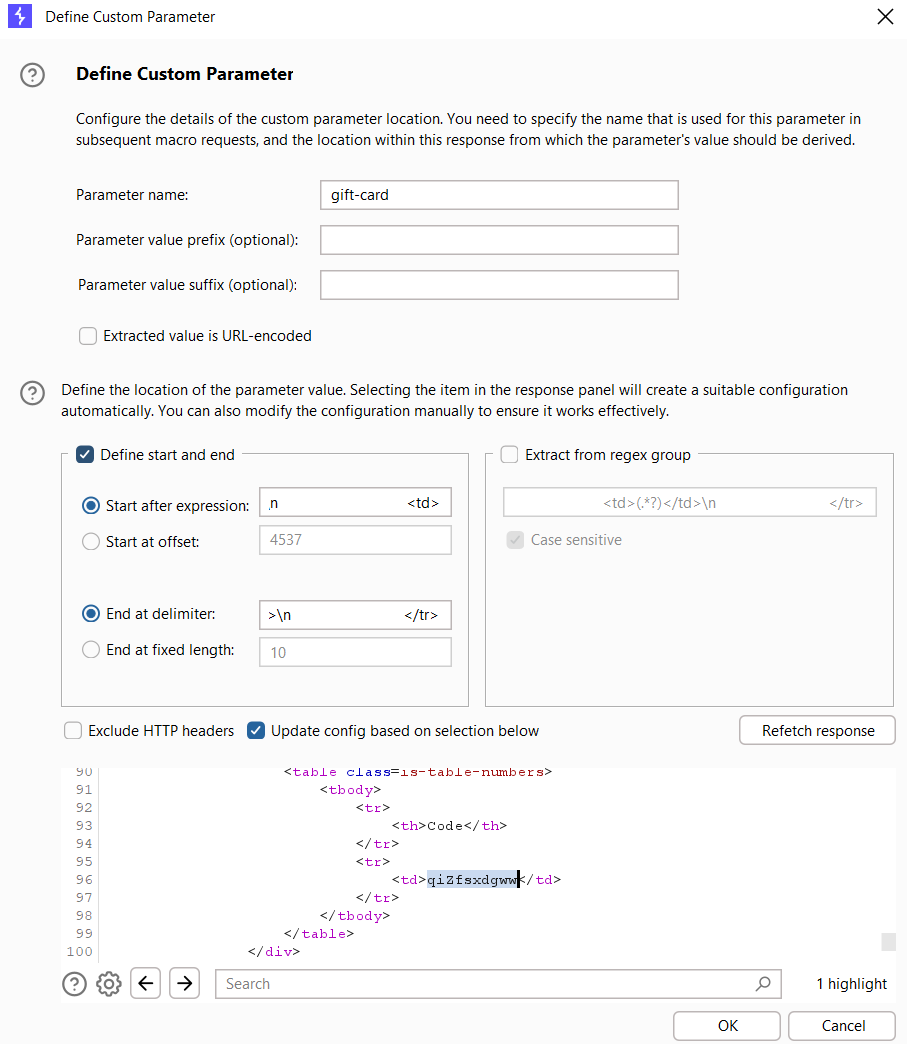 Define Custom Parameter
Define Custom Parameter
Configure the details of the custom parameter location. You need to specify the name that is used for this parameter in
subsequent macro requests, and the location within this response from which the parameter's value should be derived.
Parameter name: gift-card
Parameter value prefix (optional):
Parameter value suffix (optional):
Extracted value is URL-encoded
Define the location of the parameter value. Selecting the item in the response panel will create a suitable configuration
automatically. You can also modify the configuration manually to ensure it works effectively.
Define start and end
Start after expression: n <td>
Start at offset: 4537
End at delimiter: >\n </tr>
End at fixed length: 10
Extract from regex group
<td>(.*?)</td>\n </tr>
Case sensitive
Exclude HTTP headers
Update config based on selection below
Refetch response
90 <table class=is-table-numbers>
91 <tbody>
92 <tr>
93 <th>Code</th>
94 </tr>
95 <tr>
96 <td>qiZfsxdgww</td>
97 </tr>
98 </tbody>
99 </table>
100 </div>
Search
1 highlight
OK
Cancel